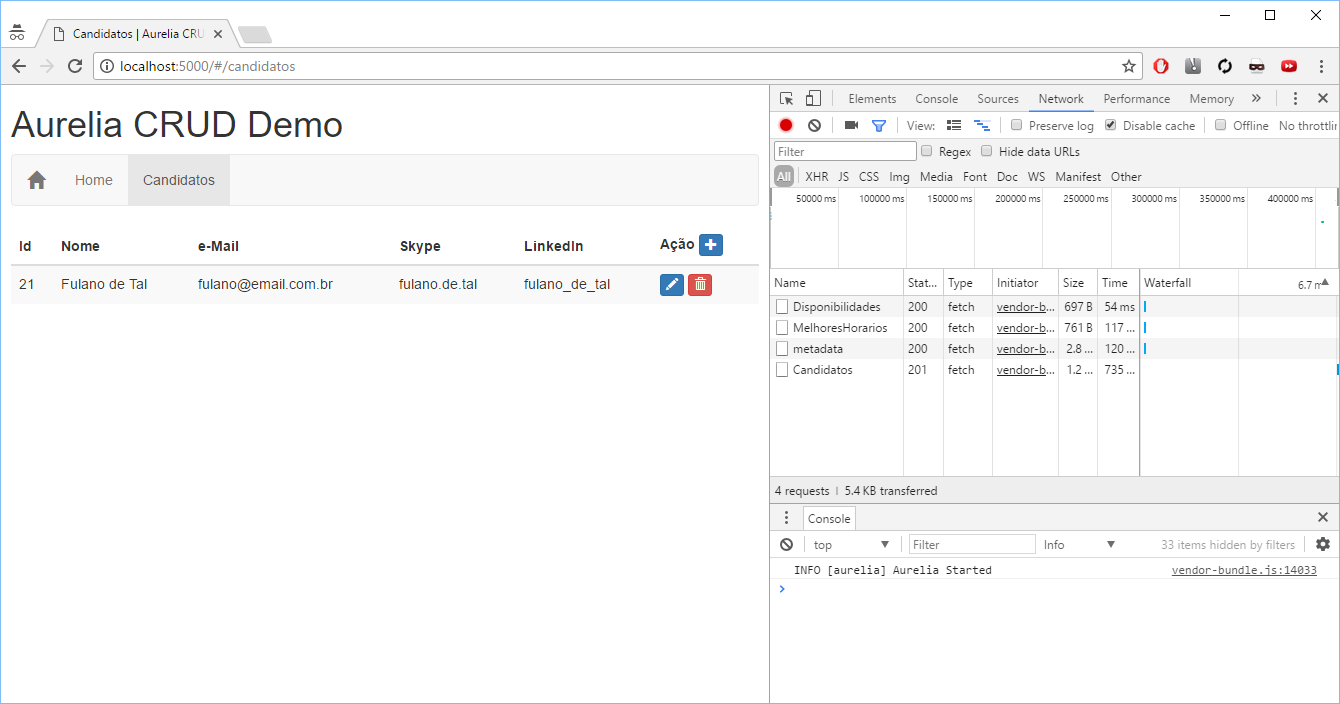 Candidatos | Aurelia CRU
localhost:5000/#/candidatos
Aurelia CRUD Demo
Home Candidatos
Id Nome e-Mail Skype LinkedIn Ação
21 Fulano de Tal fulano@email.com.br fulano.de.tal fulano_de_tal
Elements Console Sources Network Performance Memory »
View: Preserve log Disable cache Offline No throttlin
Filter Regex Hide data URLs
All XHR JS CSS Img Media Font Doc WS Manifest Other
50000 ms 100000 ms 150000 ms 200000 ms 250000 ms 300000 ms 350000 ms 400000 ms
Name Stat... Type Initiator Size Time Waterfall 6.7 m
Disponibilidades 200 fetch vendor-b... 697 B 54 ms
MelhoresHorarios 200 fetch vendor-b... 761 B 117 ...
metadata 200 fetch vendor-b... 2.8 ... 120 ...
Candidatos 201 fetch vendor-b... 1.2 ... 735 ...
4 requests | 5.4 KB transferred
Console
top Filter Info 33 items hidden by filters
INFO [aurelia] Aurelia Started vendor-bundle.js:14033